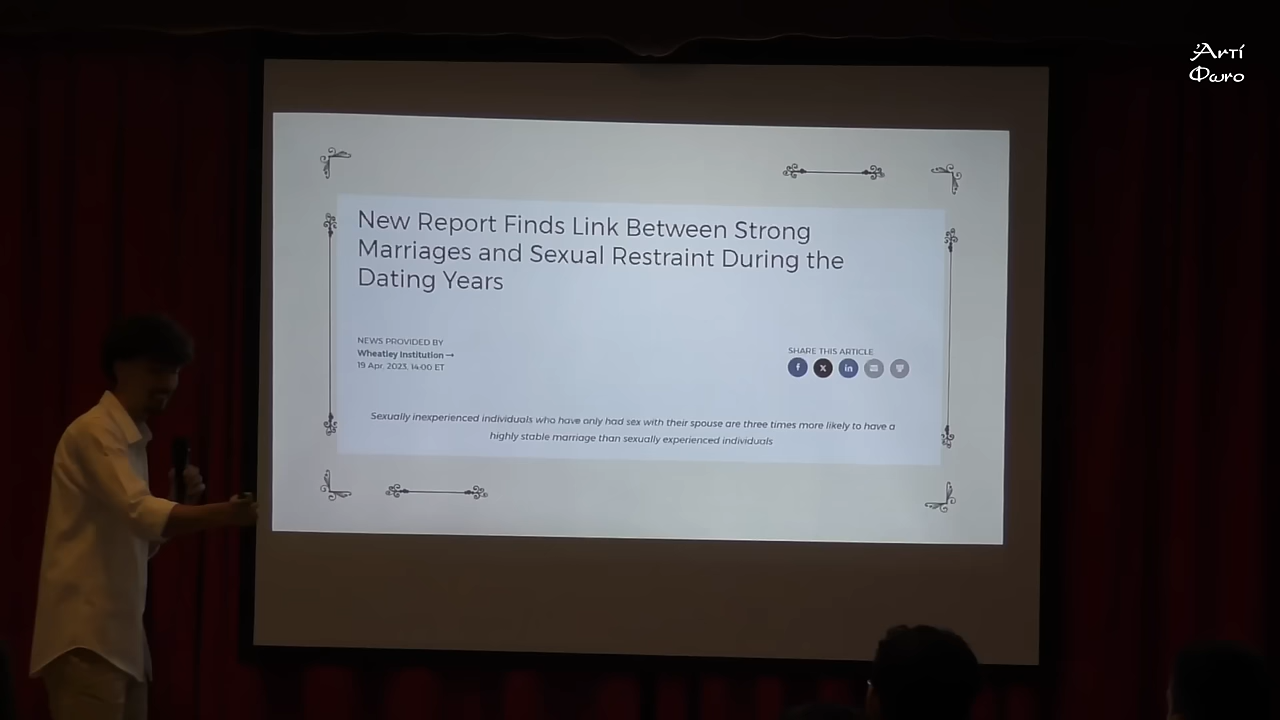 Ἀρτί
Φωτο
New Report Finds Link Between Strong
Marriages and Sexual Restraint During the
Dating Years
NEWS PROVIDED BY
Wheatley Institution →
19 Apr, 2023, 14:00 ET
SHARE THIS ARTICLE
Sexually inexperienced individuals who have only had sex with their spouse are three times more likely to have a
highly stable marriage than sexually experienced individuals